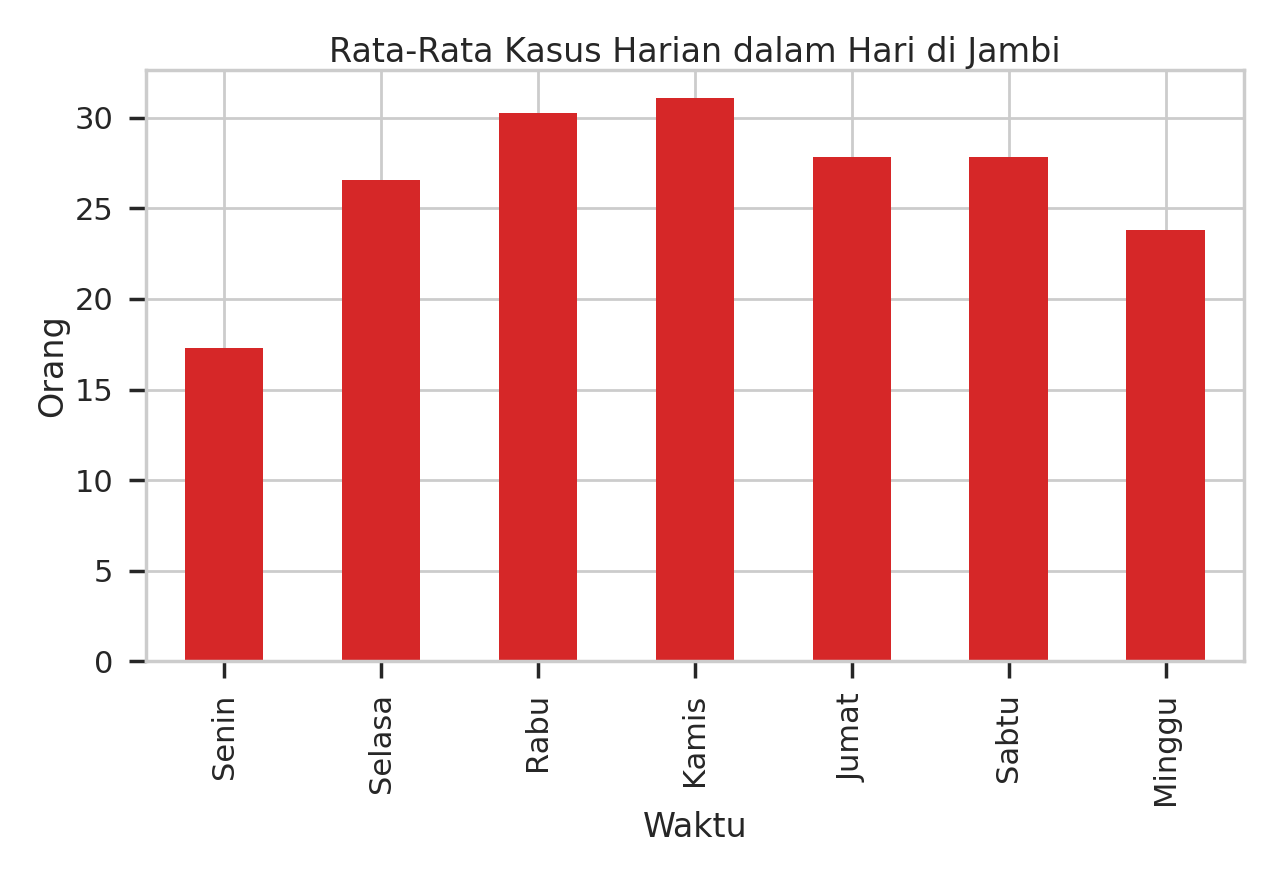 Rata-Rata Kasus Harian dalam Hari di Jambi
30
25
20
15
10
5
0
Orang
Senin
Selasa
Rabu
Kamis
Jumat
Sabtu
Minggu
Waktu